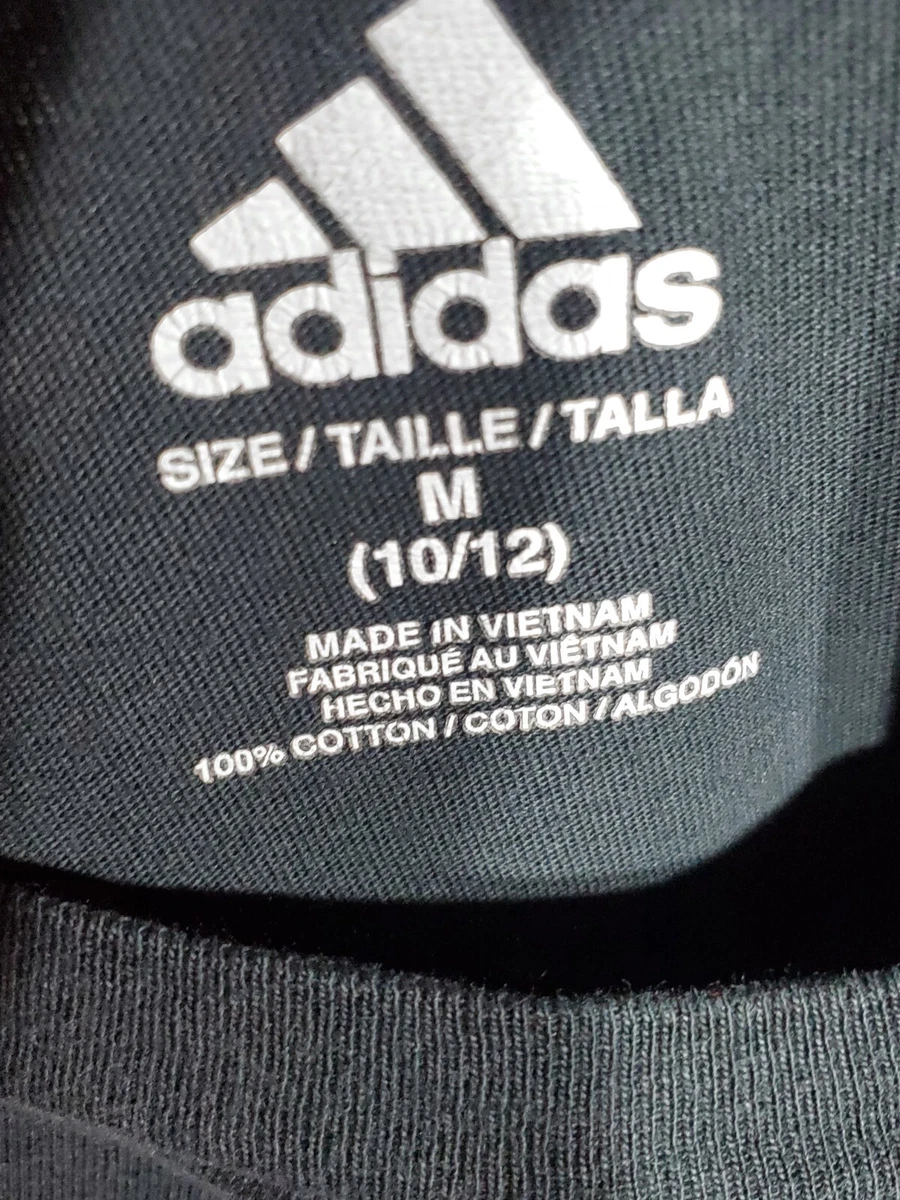 adidas
SIZE / TAILLE / TALLA
M
(10/12)
MADE IN VIETNAM
FABRIQUÉ AU VIÊTNAM
HECHO EN VIETNAM
100% COTTON / COTON / ALGODÓN